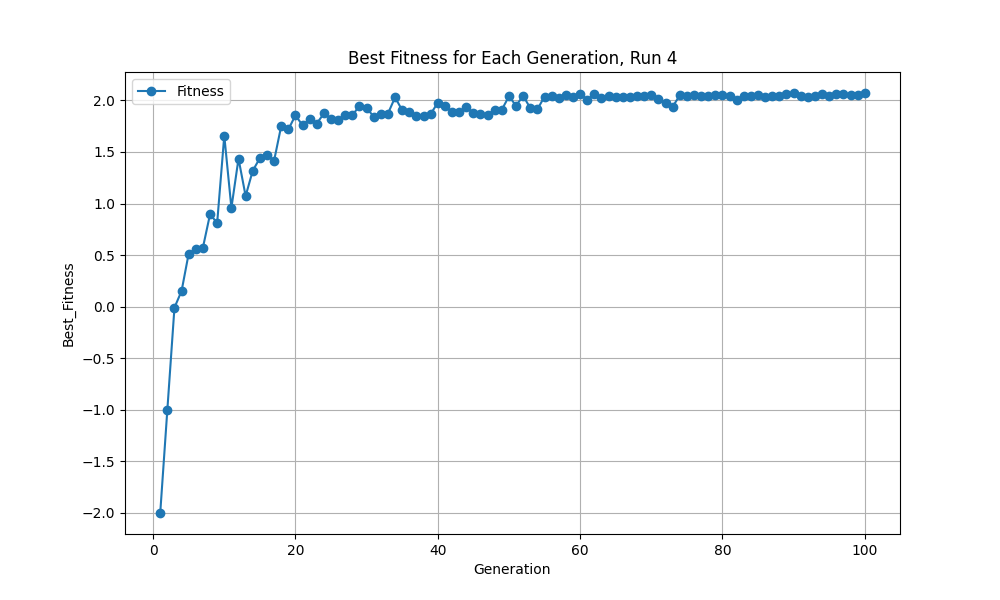 Best Fitness for Each Generation, Run 4
Fitness
2.0
1.5
1.0
0.5
0.0
−0.5
−1.0
−1.5
−2.0
Best_Fitness
0 20 40 60 80 100
Generation